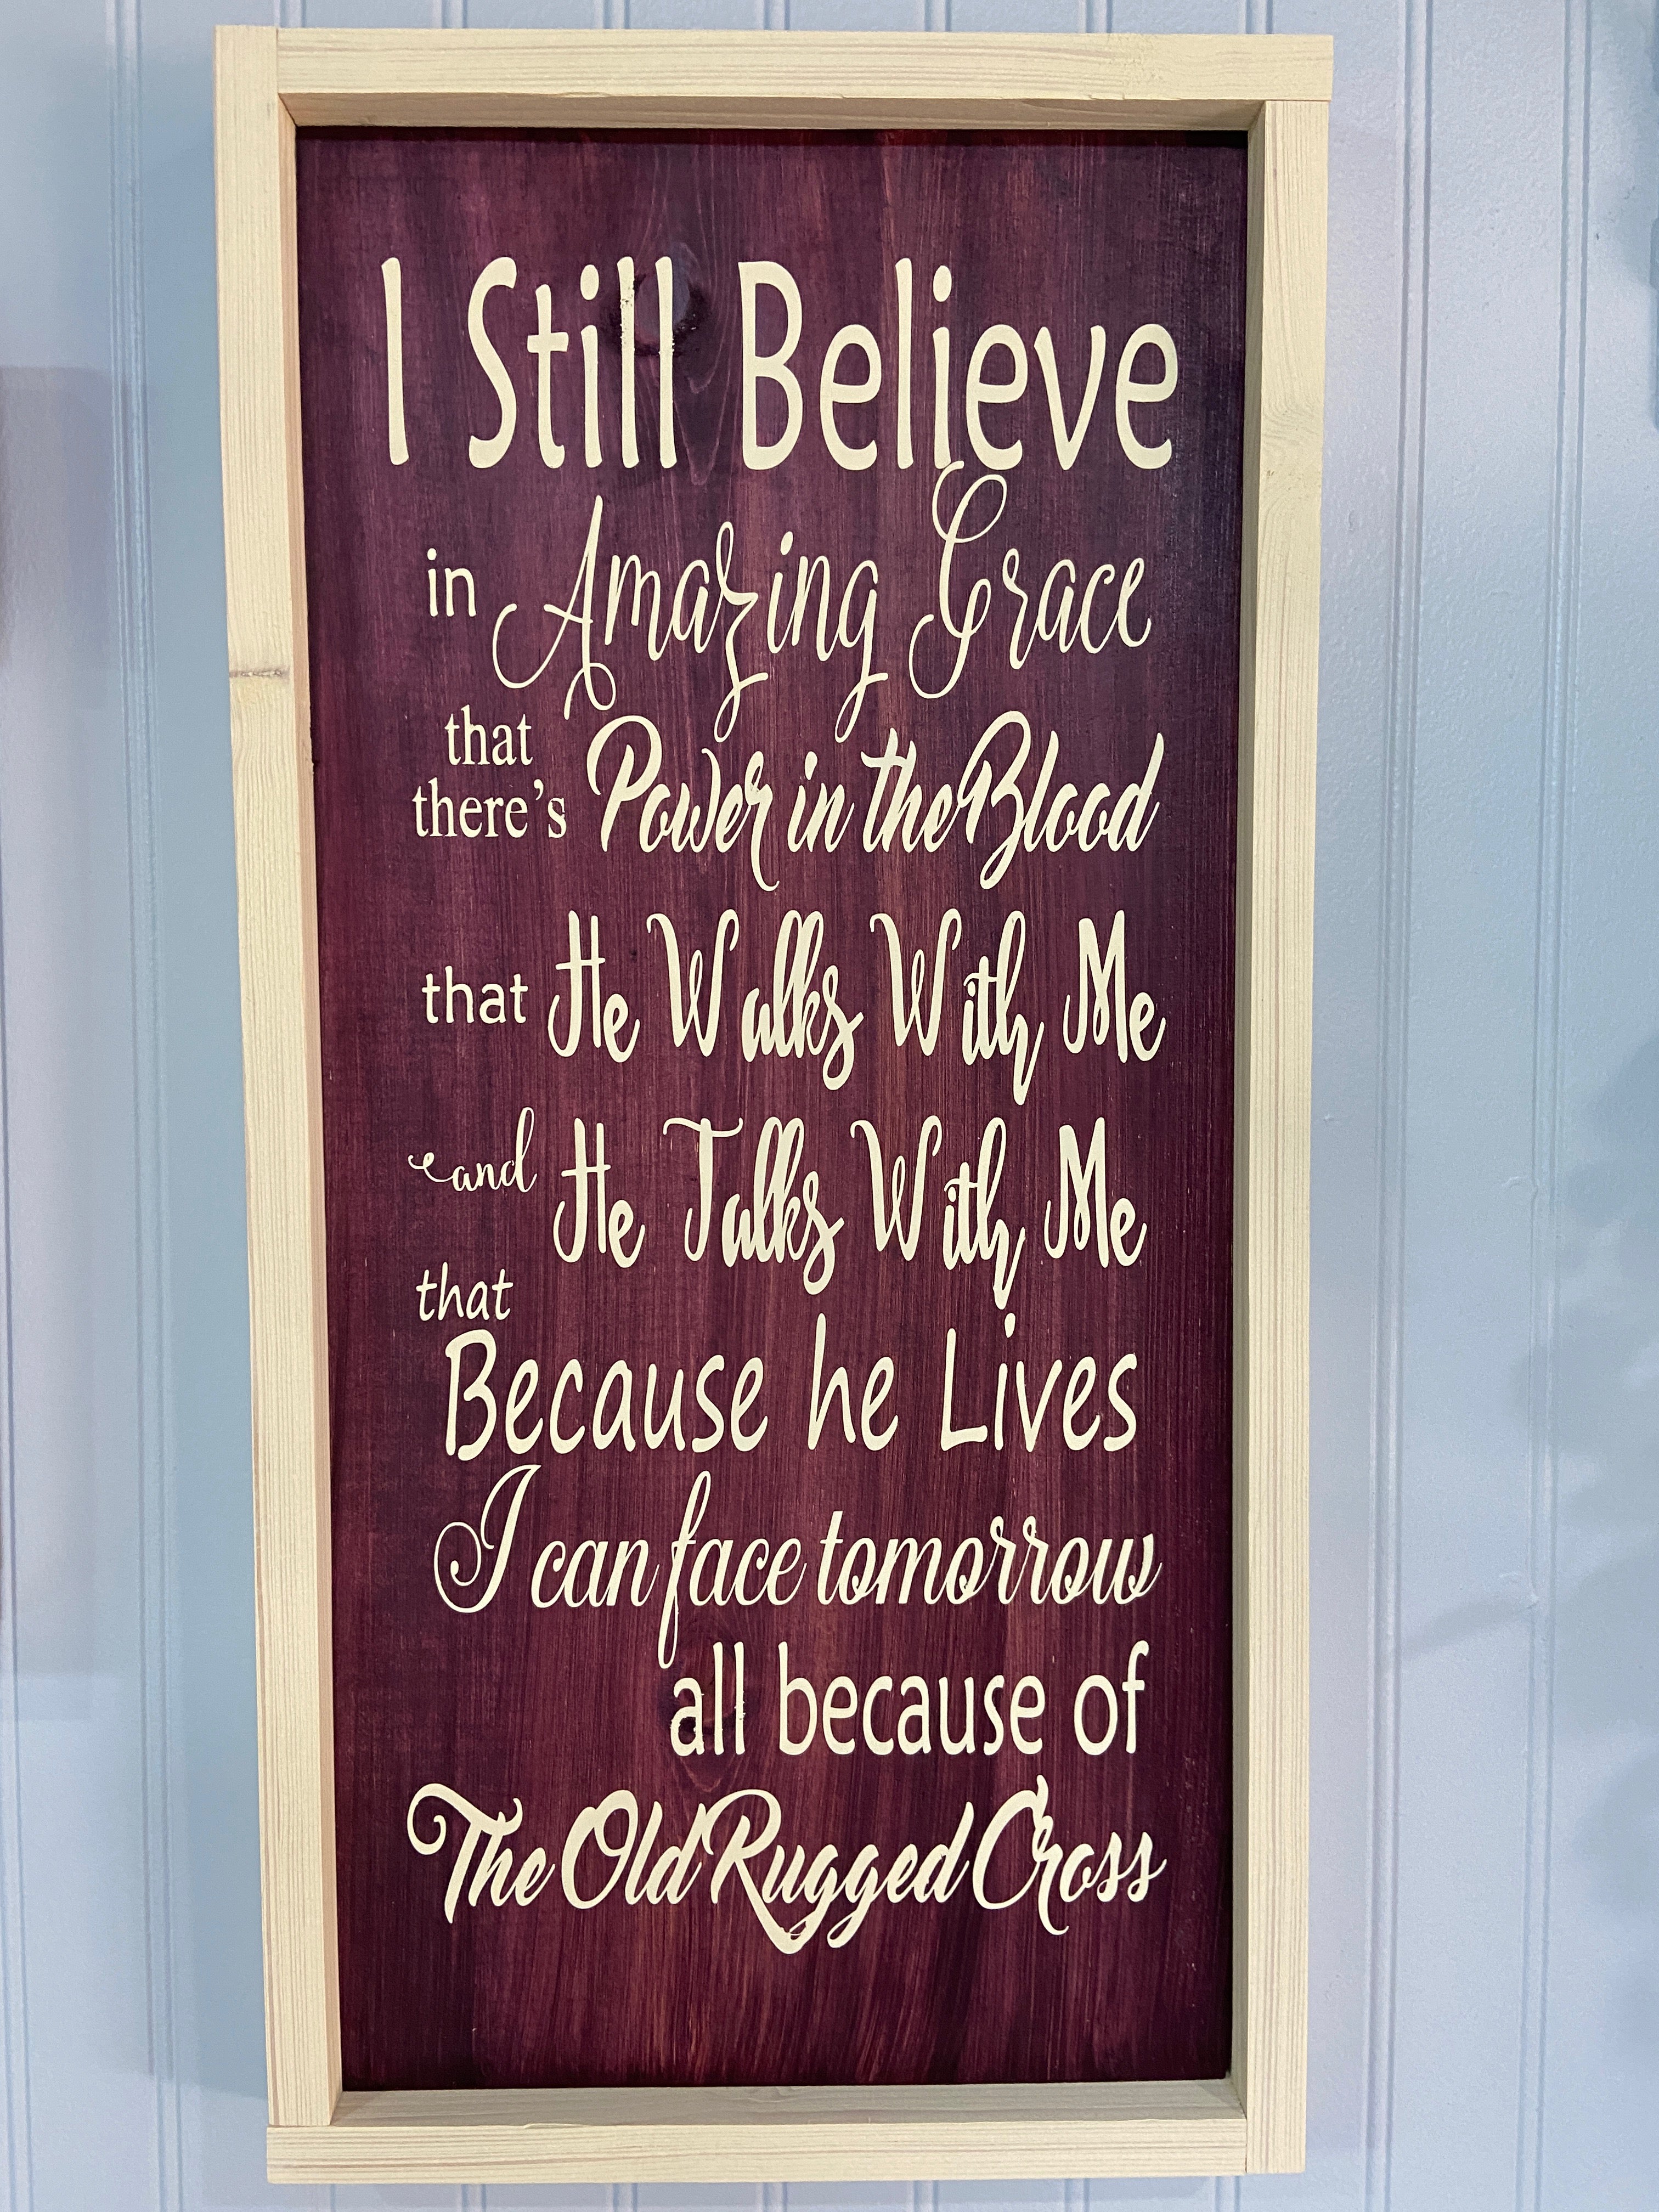 I Still Believe
in Amazing Grace
that
there's Power in the Blood
that He Walks With Me
and He Talks With Me
that
Because he Lives
I can face tomorrow
all because of
The Old Rugged Cross